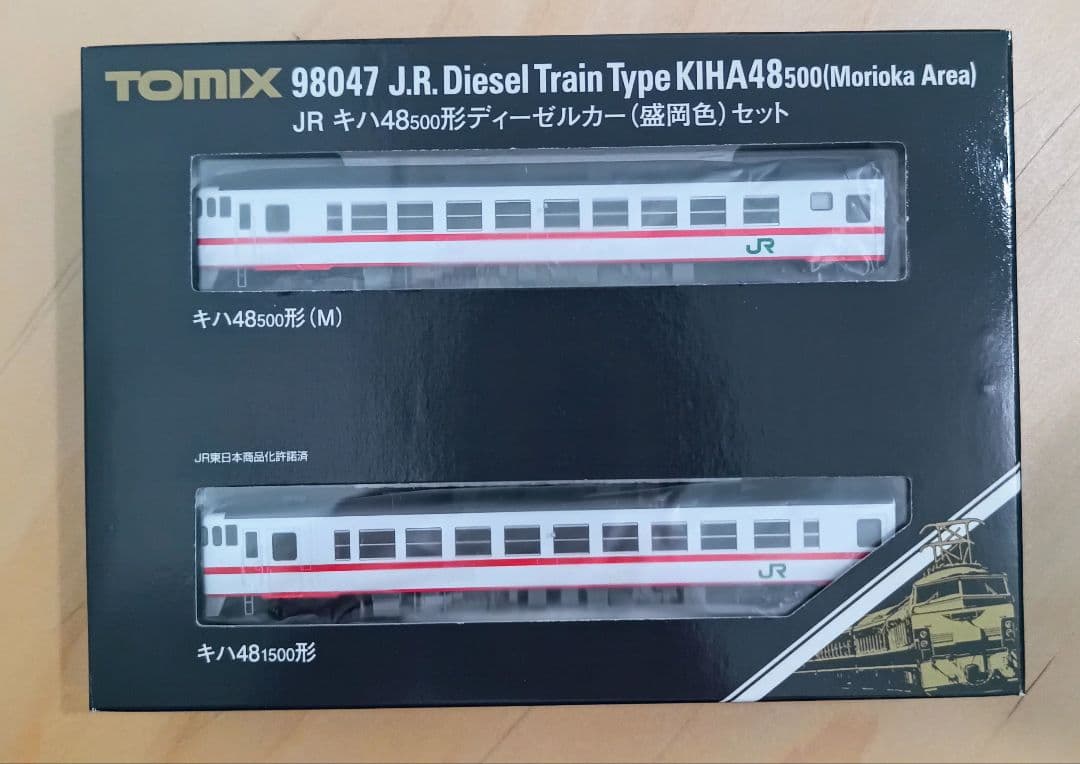 TOMIX 98047 J.R. Diesel Train Type KIHA48500(Morioka Area)
JR キハ48500形ディーゼルカー(盛岡色)セット
JR
キハ48500形(M)
JR東日本商品化許諾済
JR
キハ481500形